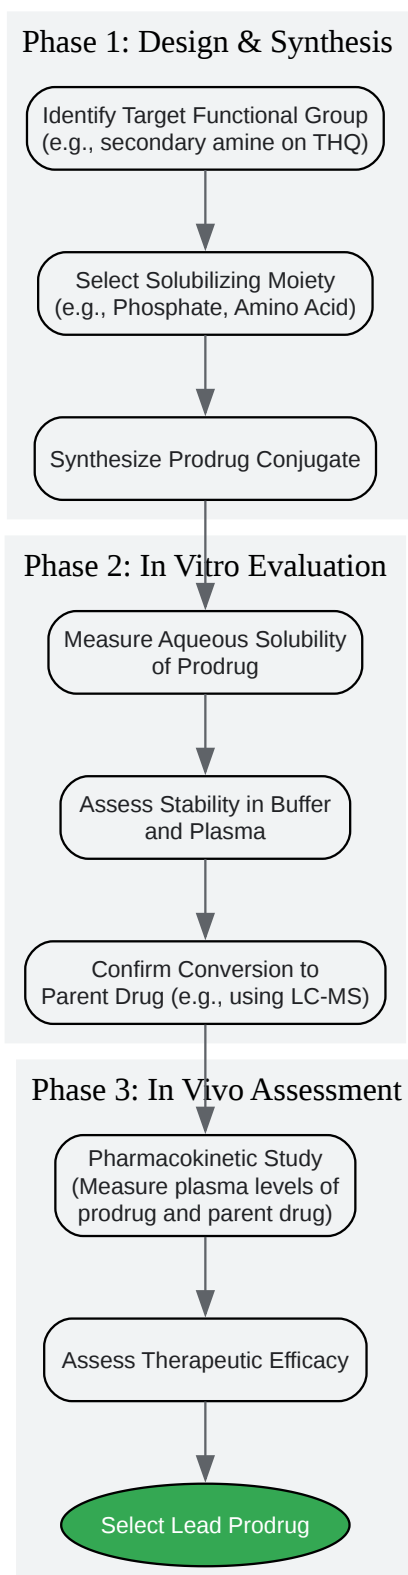 Phase 1: Design & Synthesis
Identify Target Functional Group
(e.g., secondary amine on THQ)
Select Solubilizing Moiety
(e.g., Phosphate, Amino Acid)
Synthesize Prodrug Conjugate
Phase 2: In Vitro Evaluation
Measure Aqueous Solubility
of Prodrug
Assess Stability in Buffer
and Plasma
Confirm Conversion to
Parent Drug (e.g., using LC-MS)
Phase 3: In Vivo Assessment
Pharmacokinetic Study
(Measure plasma levels of
prodrug and parent drug)
Assess Therapeutic Efficacy
Select Lead Prodrug